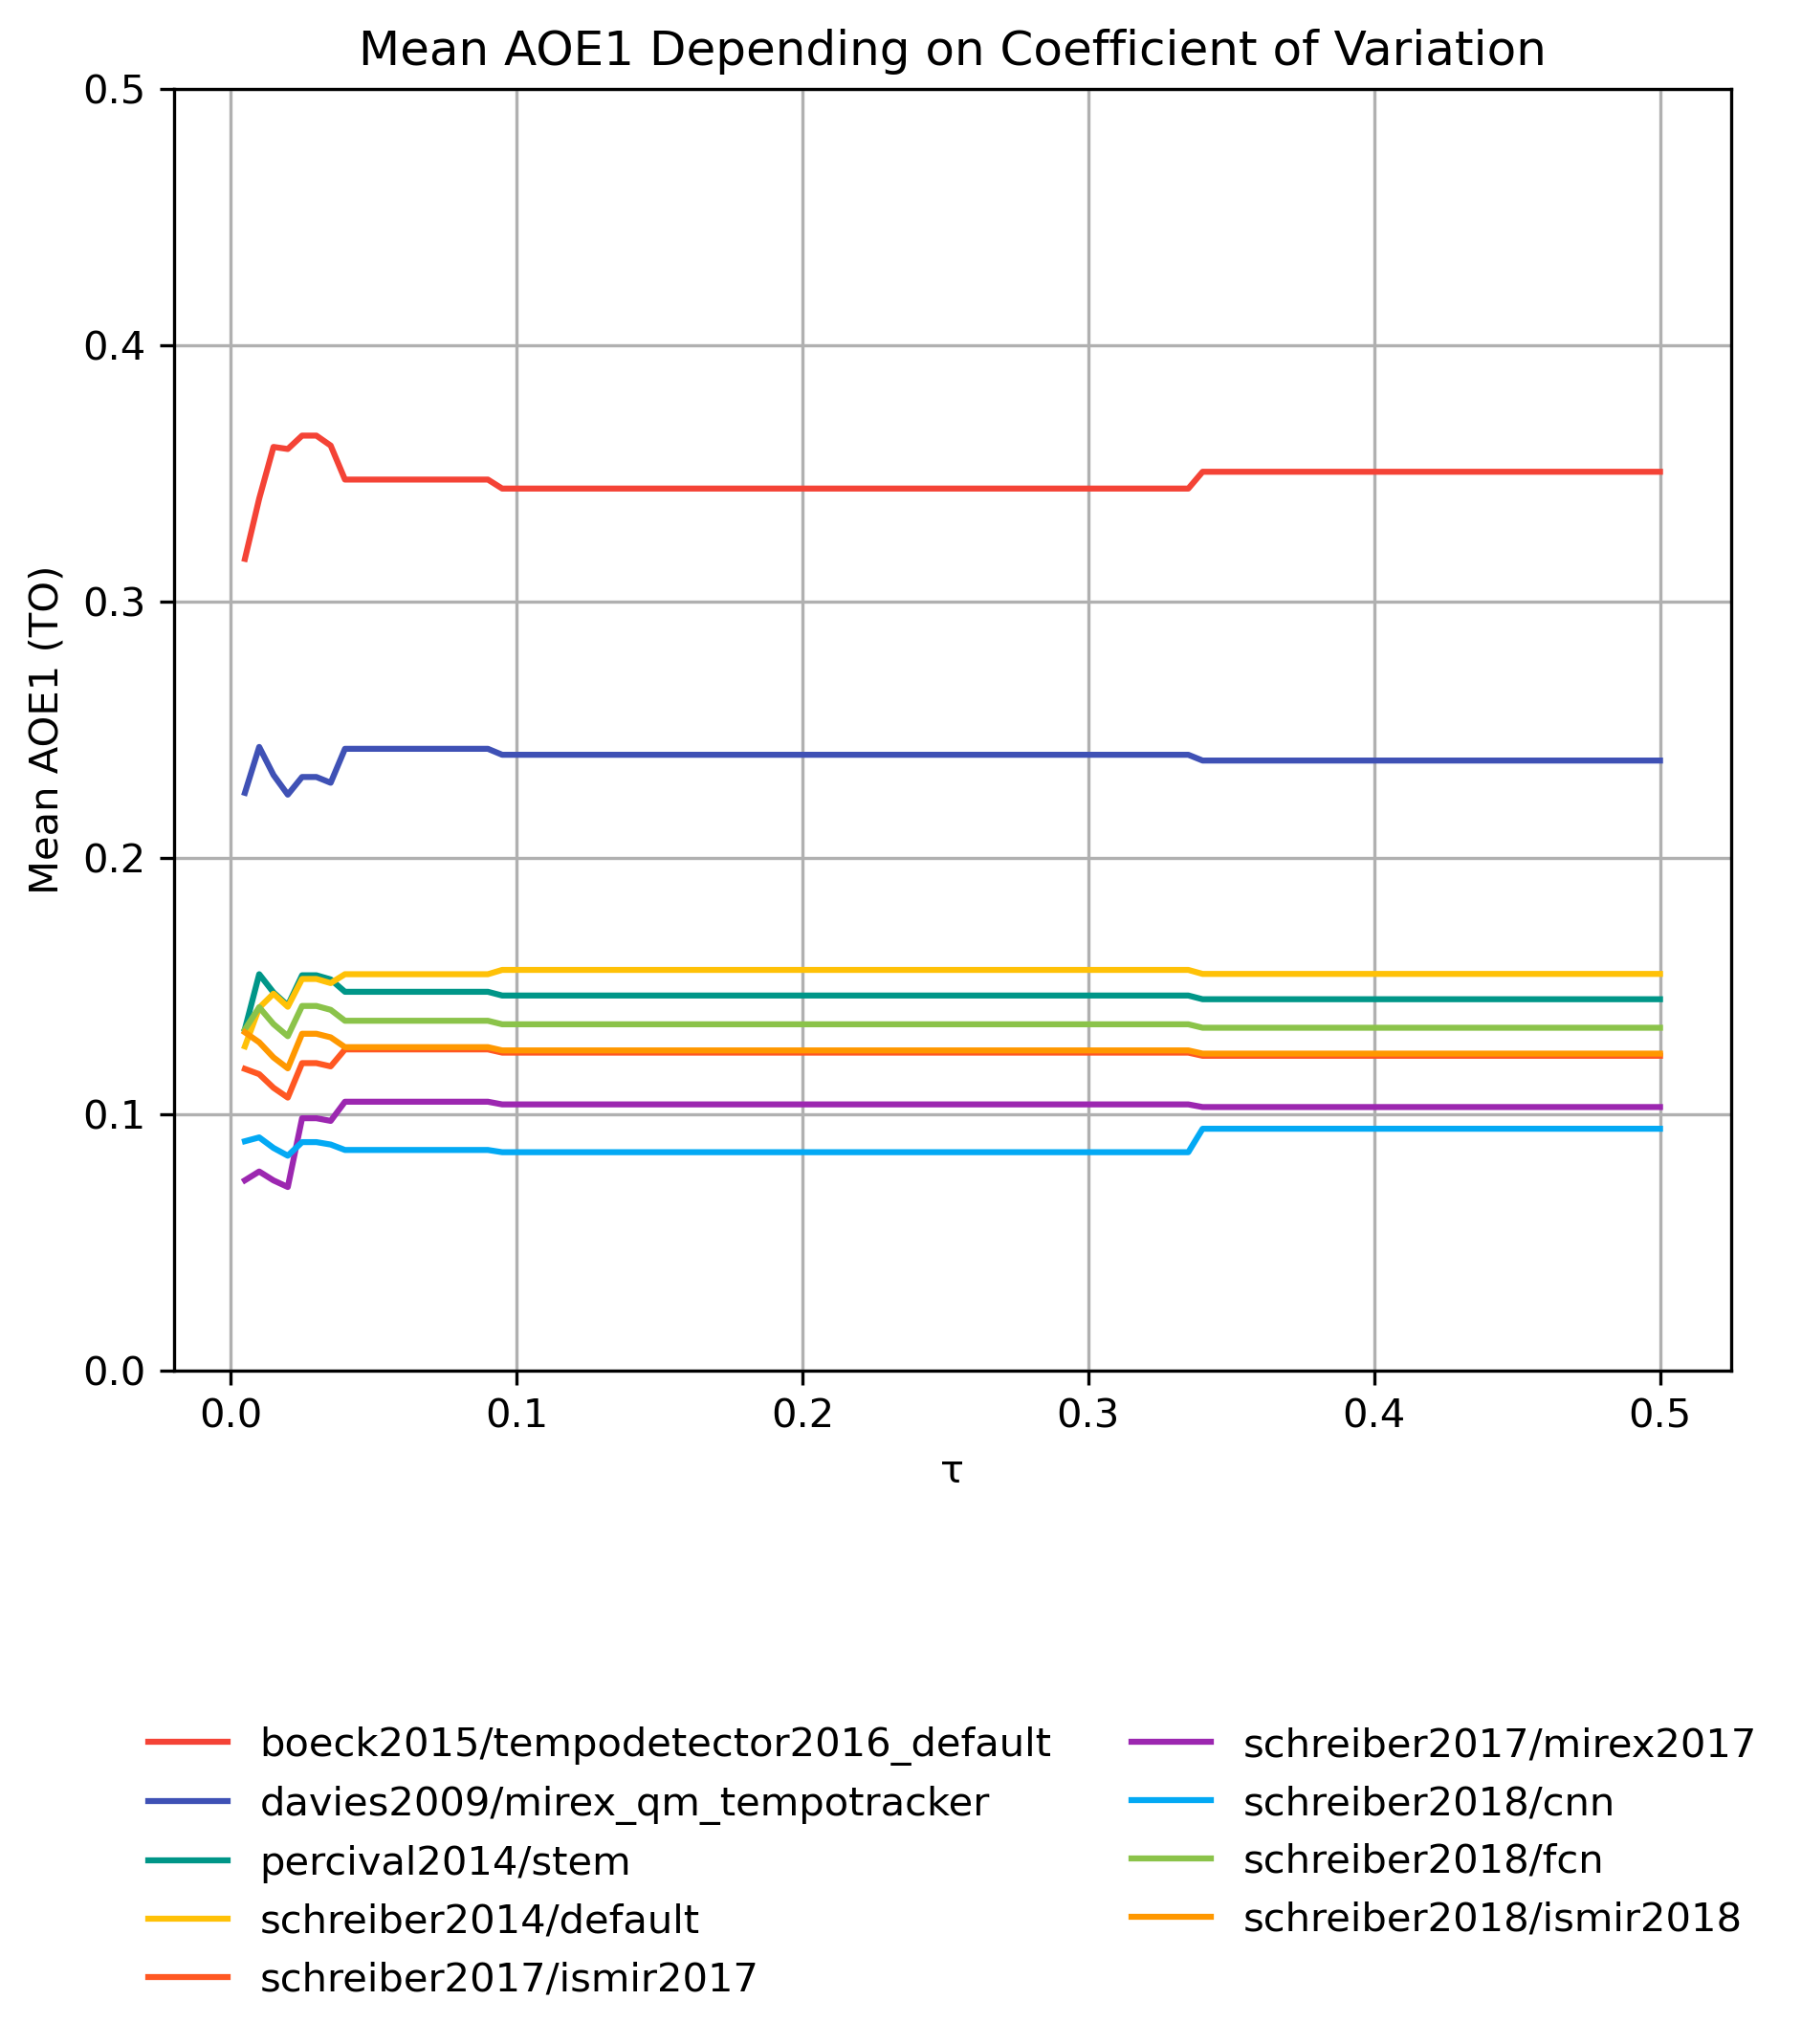 Mean AOE1 Depending on Coefficient of Variation
0.5
0.4
0.3
0.2
0.1
0.0
Mean AOE1 (TO)
0.0 0.1 0.2 0.3 0.4 0.5
τ
boeck2015/tempodetector2016_default
davies2009/mirex_qm_tempotracker
percival2014/stem
schreiber2014/default
schreiber2017/ismir2017
schreiber2017/mirex2017
schreiber2018/cnn
schreiber2018/fcn
schreiber2018/ismir2018